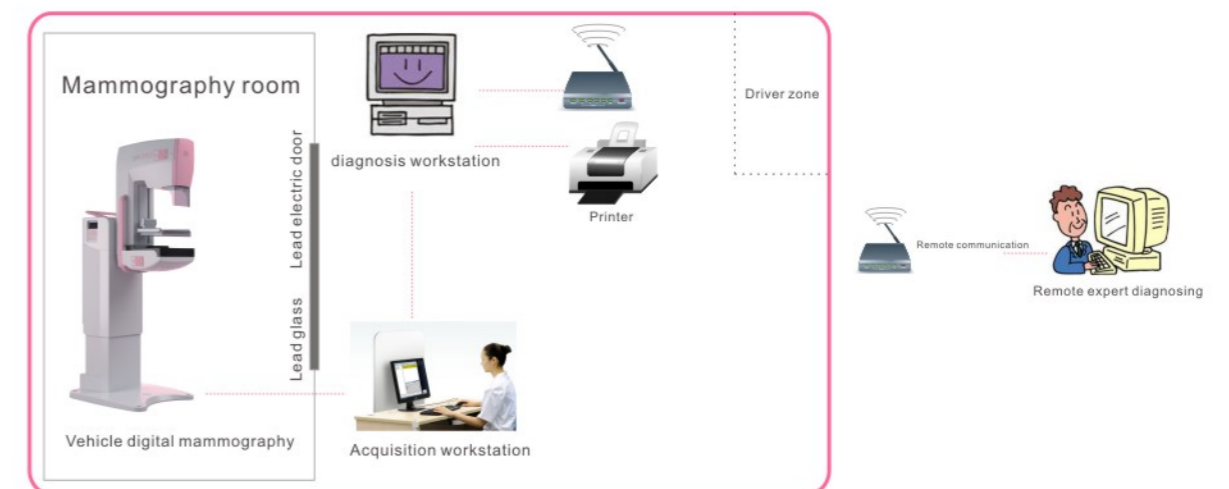 Mammography room
Lead electric door
Lead glass
Vehicle digital mammography
diagnosis workstation
Printer
Acquisition workstation
Driver zone
Remote communication
Remote expert diagnosing